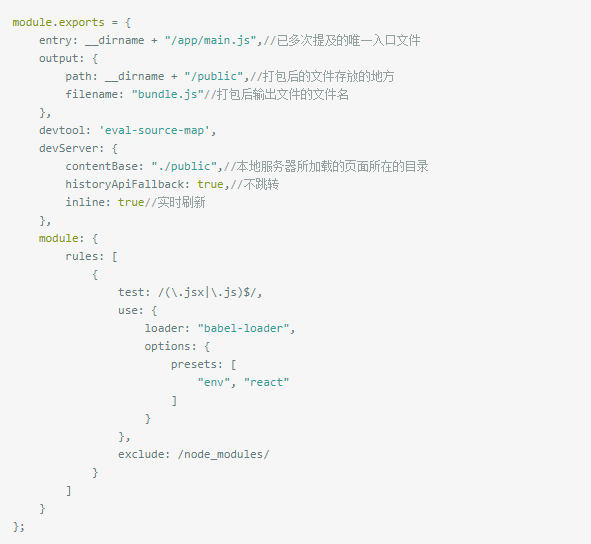 module.exports = {
    entry: __dirname + "/app/main.js",//已多次提及的唯一入口文件
    output: {
        path: __dirname + "/public",//打包后的文件存放的地方
        filename: "bundle.js"//打包后输出文件的文件名
    },
    devtool: 'eval-source-map',
    devServer: {
        contentBase: "./public",//本地服务器所加载的页面所在的目录
        historyApiFallback: true,//不跳转
        inline: true//实时刷新
    },
    module: {
        rules: [
            {
                test: /(\.jsx|\.js)$/,
                use: {
                    loader: "babel-loader",
                    options: {
                        presets: [
                            "env", "react"
                        ]
                    }
                },
                exclude: /node_modules/
            }
        ]
    }
};